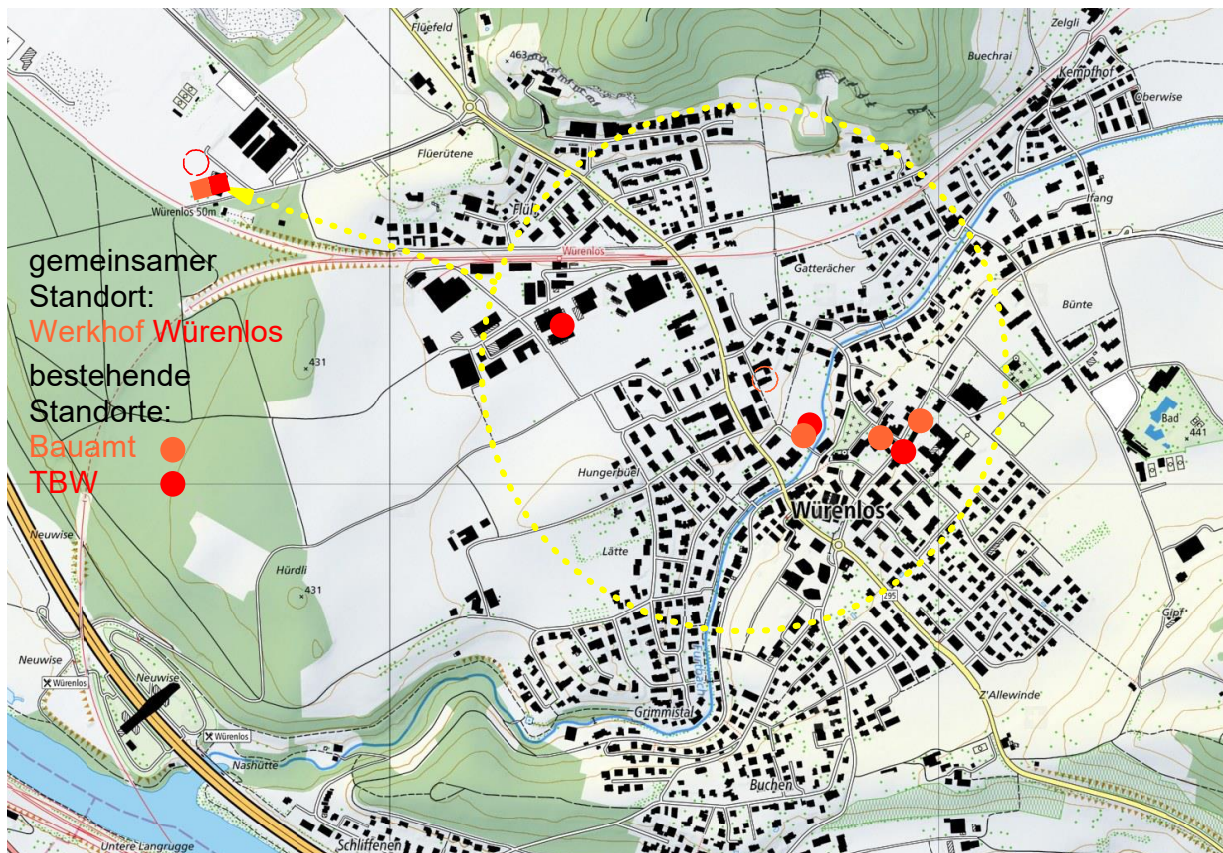 Flüefeld
Zelgli
463
Buechrai
Kempfhof
Oberwise
Flüerütene
Würenlos 50m
Flüe
Ifang
Würenlos
gemeinsamer
Standort:
Werkhof Würenlos
Gatterächer
Bünte
431
bestehende
Standorte:
Bauamt
TBW
Bad
441
Hungerbüel
Würenlos
Neuwise
Lätte
Hürdli
431
295
Gipf
Neuwise
Neuwise
Würenlos
Furtbach
Z'Allewinde
Grimmistal
Würenlos
Nashütte
Buchen
Schliffenen
Untere Langrugge